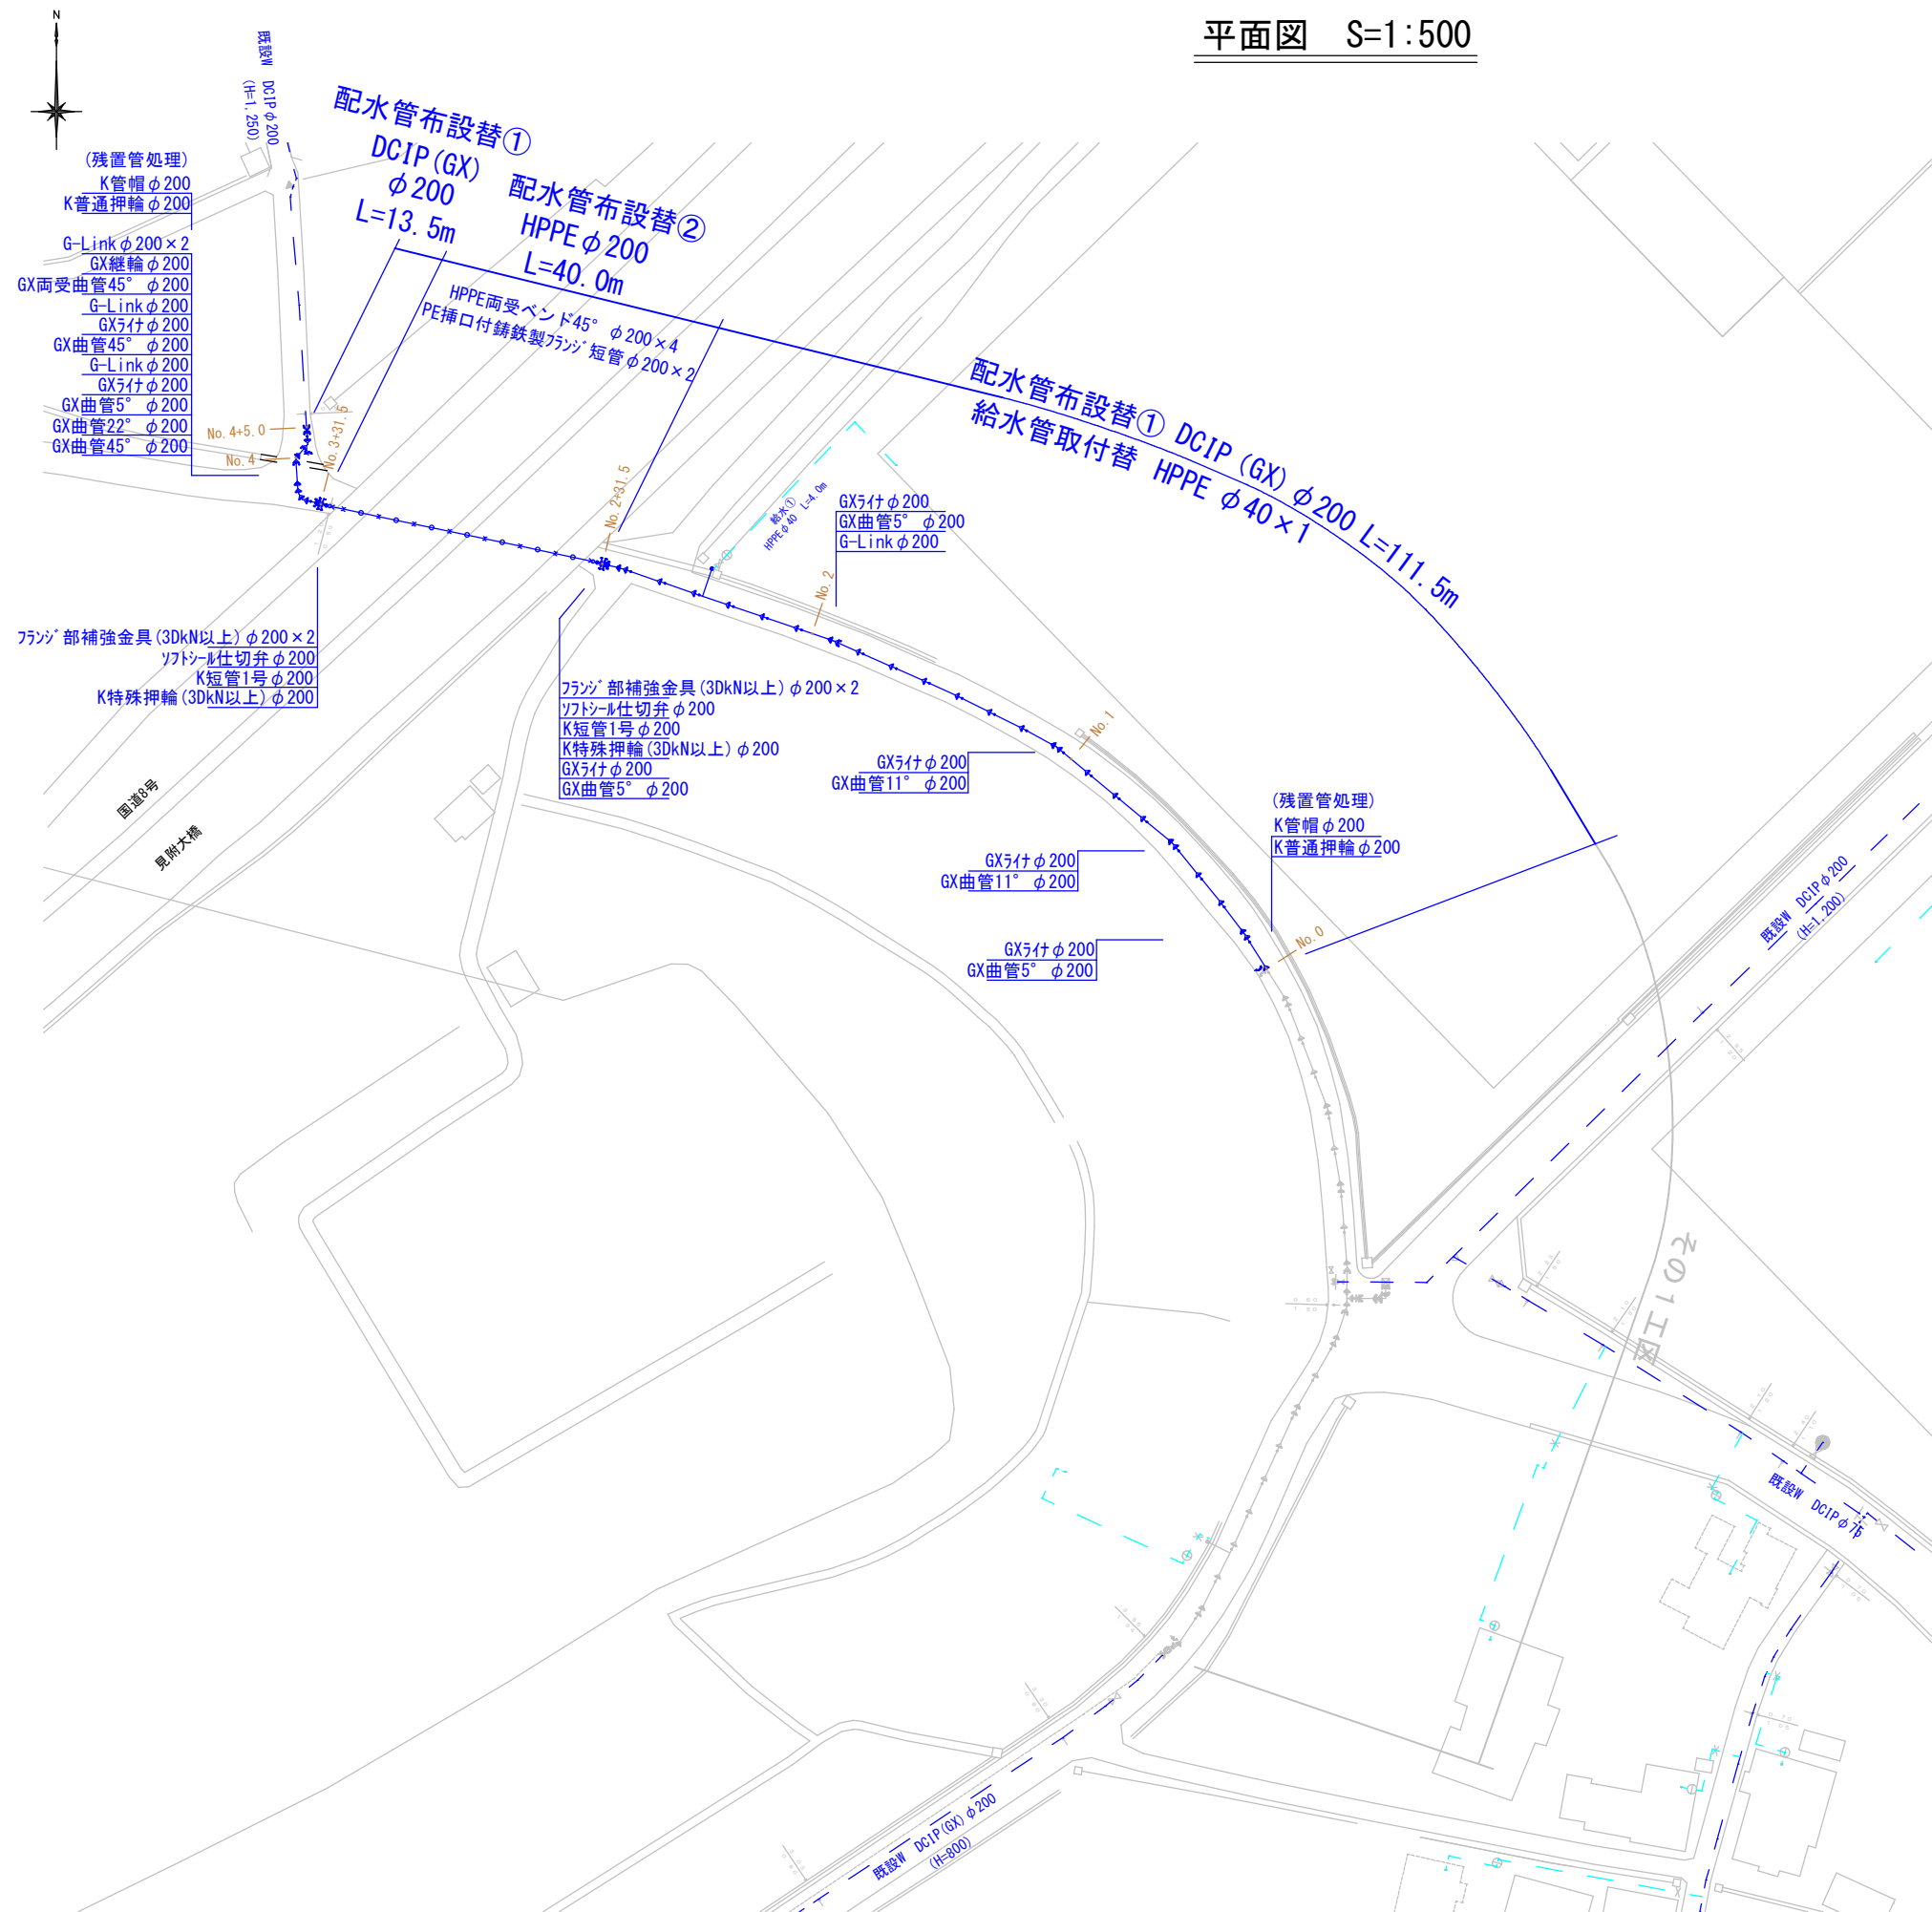 平面図　S=1:500
N
既設W　DCIPφ200
(H=1,250)
配水管布設替①
DCIP(GX)
φ200
L=13.5m
配水管布設替②
HPPEφ200
L=40.0m
HPPE両受ベンド45°φ200×4
PE挿口付鋳鉄製フランジ短管φ200×2
(残置管処理)
K管帽φ200
K普通押輪φ200
G-Linkφ200×2
GX継輪φ200
GX両受曲管45°φ200
G-Linkφ200
GXライナφ200
GX曲管45°φ200
G-Linkφ200
GXライナφ200
GX曲管5°φ200
GX曲管22°φ200
GX曲管45°φ200
No.4+5.0
No.4
No.3+31.5
No.2+31.5
配水管布設替① DCIP(GX)φ200 L=111.5m
給水管取付替 HPPE φ40×1
給水①
HPPEφ40 L=4.0m
GXライナφ200
GX曲管5°φ200
G-Linkφ200
No.2
フランジ部補強金具(3DkN以上)φ200×2
ソフトシール仕切弁φ200
K短管1号φ200
K特殊押輪(3DkN以上)φ200
フランジ部補強金具(3DkN以上)φ200×2
ソフトシール仕切弁φ200
K短管1号φ200
K特殊押輪(3DkN以上)φ200
GXライナφ200
GX曲管5°φ200
No.1
GXライナφ200
GX曲管11°φ200
国道8号
見附大橋
(残置管処理)
K管帽φ200
K普通押輪φ200
GXライナφ200
GX曲管11°φ200
No.0
GXライナφ200
GX曲管5°φ200
既設W　DCIPφ200
(H=1,200)
その1工区
既設W　DCIPφ75
既設W　DCIP(GX)φ200
(H=800)